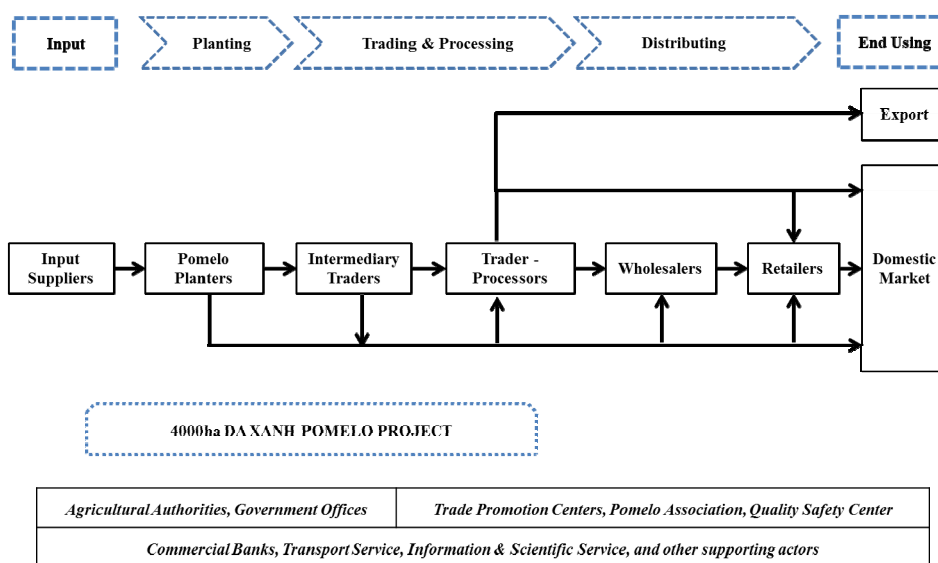 Input
Planting
Trading & Processing
Distributing
End Using
Export
Input
Suppliers
Pomelo
Planters
Intermediary
Traders
Trader -
Processors
Wholesalers
Retailers
Domestic
Market
4000ha DA XANH POMELO PROJECT
Agricultural Authorities, Government Offices
Trade Promotion Centers, Pomelo Association, Quality Safety Center
Commercial Banks, Transport Service, Information & Scientific Service, and other supporting actors